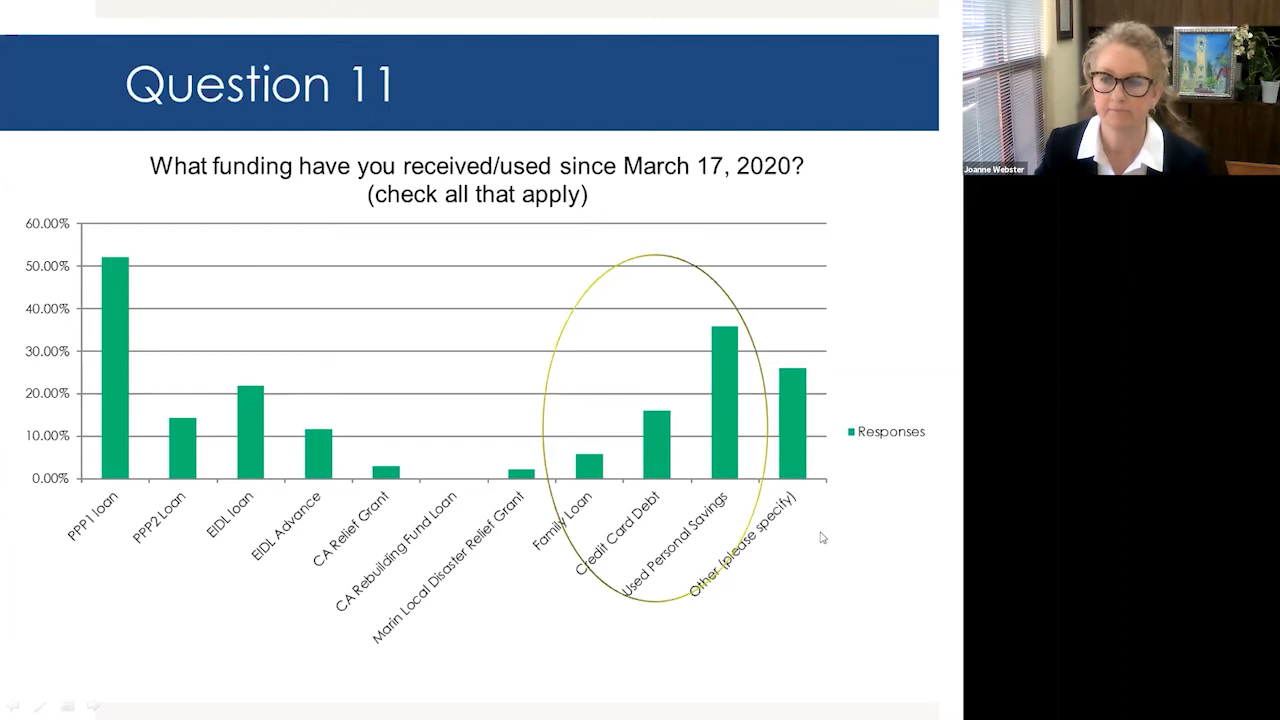 Question 11
What funding have you received/used since March 17, 2020?
(check all that apply)
60.00%
50.00%
40.00%
30.00%
20.00%
10.00%
0.00%
PPP1 loan
PPP2 Loan
EIDL loan
EIDL Advance
CA Relief Grant
CA Rebuilding Fund Loan
Marin Local Disaster Relief Grant
Family Loan
Credit Card Debt
Used Personal Savings
Other (please specify)
Responses
Joanne Webster